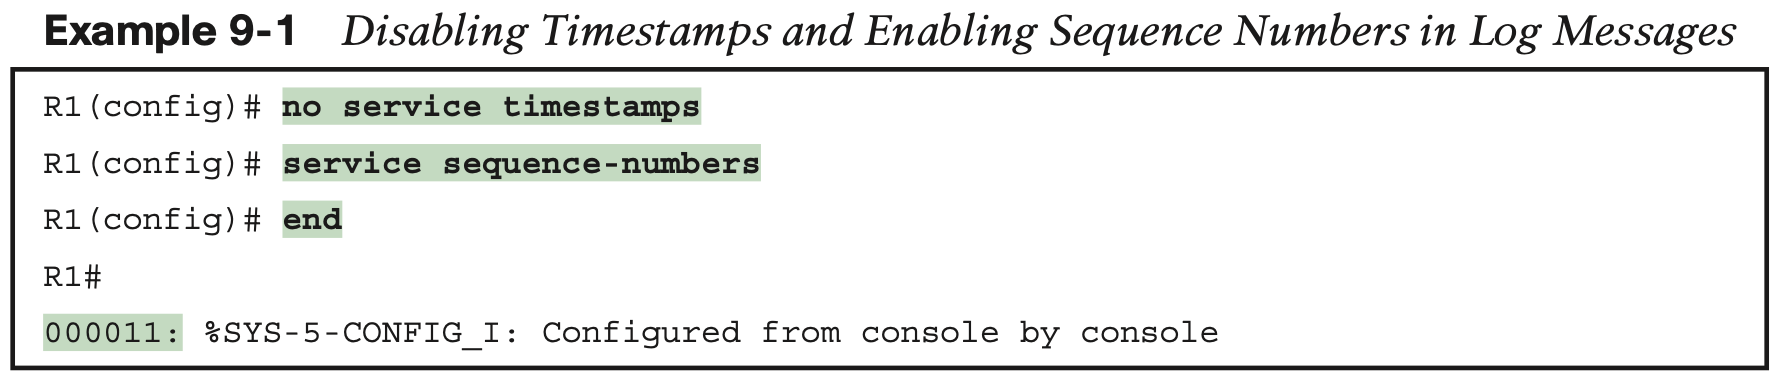 Example 9-1 Disabling Timestamps and Enabling Sequence Numbers in Log Messages
R1(config)# no service timestamps
R1(config)# service sequence-numbers
R1(config)# end
R1#
000011: %SYS-5-CONFIG_I: Configured from console by console